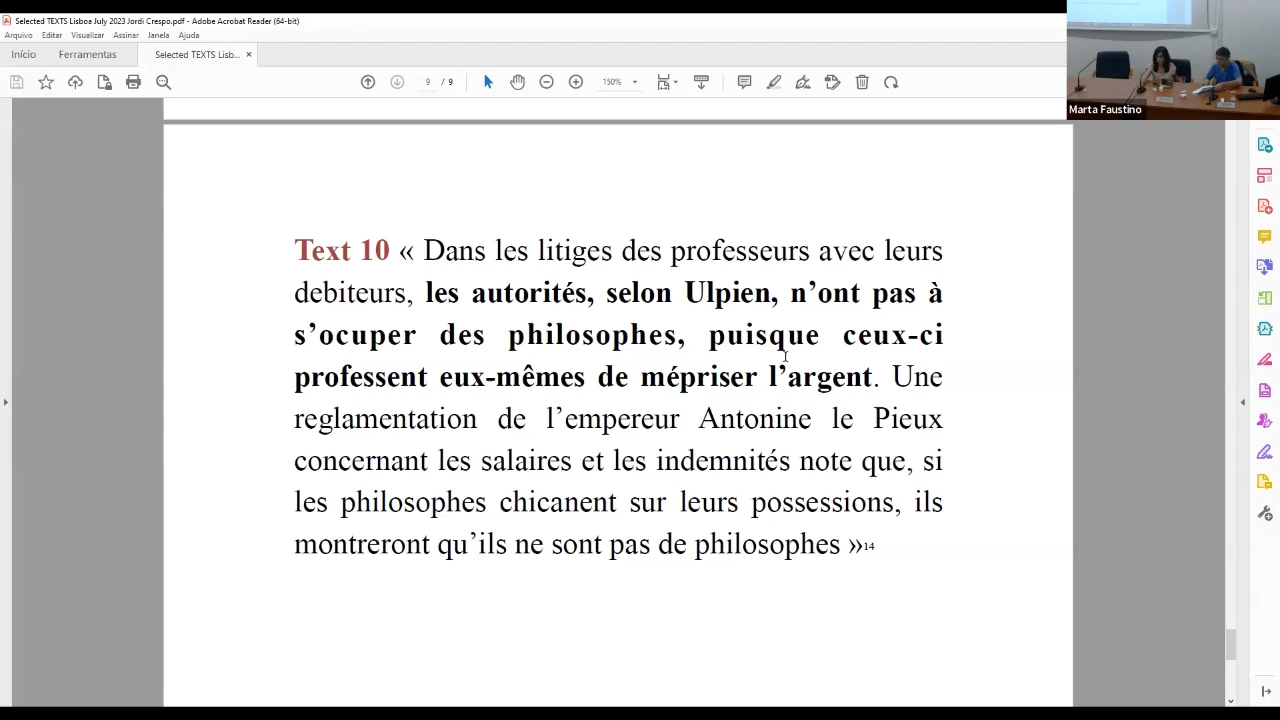 Selected TEXTS Lisboa July 2023 Jordi Crespo.pdf - Adobe Acrobat Reader (64-bit)
Arquivo Editar Visualizar Assinar Janela Ajuda
Início Ferramentas Selected TEXTS Lisb... ×
9 / 9 150%
Marta Faustino
Text 10 « Dans les litiges des professeurs avec leurs
debiteurs, les autorités, selon Ulpien, n’ont pas à
s’ocuper des philosophes, puisque ceux-ci
professent eux-mêmes de mépriser l’argent. Une
reglamentation de l’empereur Antonine le Pieux
concernant les salaires et les indemnités note que, si
les philosophes chicanent sur leurs possessions, ils
montreront qu’ils ne sont pas de philosophes »14